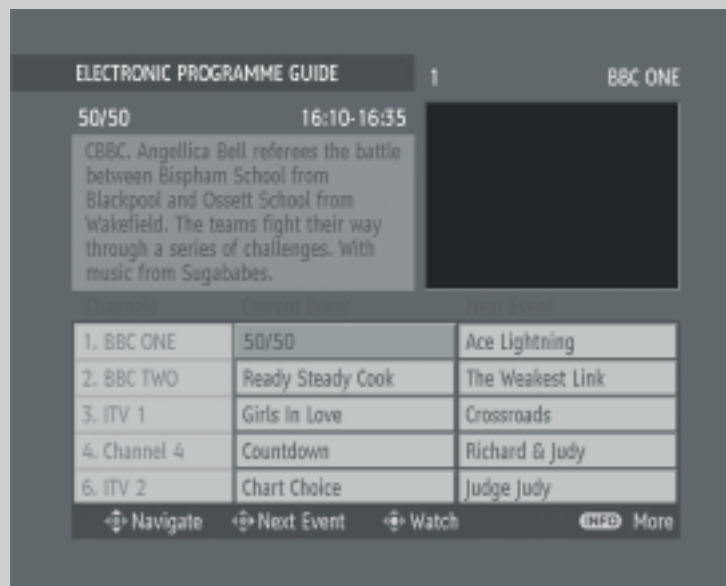 ELECTRONIC PROGRAMME GUIDE 1 BBC ONE
50/50 16:10-16:35
CBBC. Angellica Bell referees the battle
between Bispham School from
Blackpool and Ossett School from
Wakefield. The teams fight their way
through a series of challenges. With
music from Sugababes.
Channels Current Event Next Event
1. BBC ONE 50/50 Ace Lightning
2. BBC TWO Ready Steady Cook The Weakest Link
3. ITV 1 Girls In Love Crossroads
4. Channel 4 Countdown Richard & Judy
6. ITV 2 Chart Choice Judge Judy
Navigate Next Event Watch INFO More